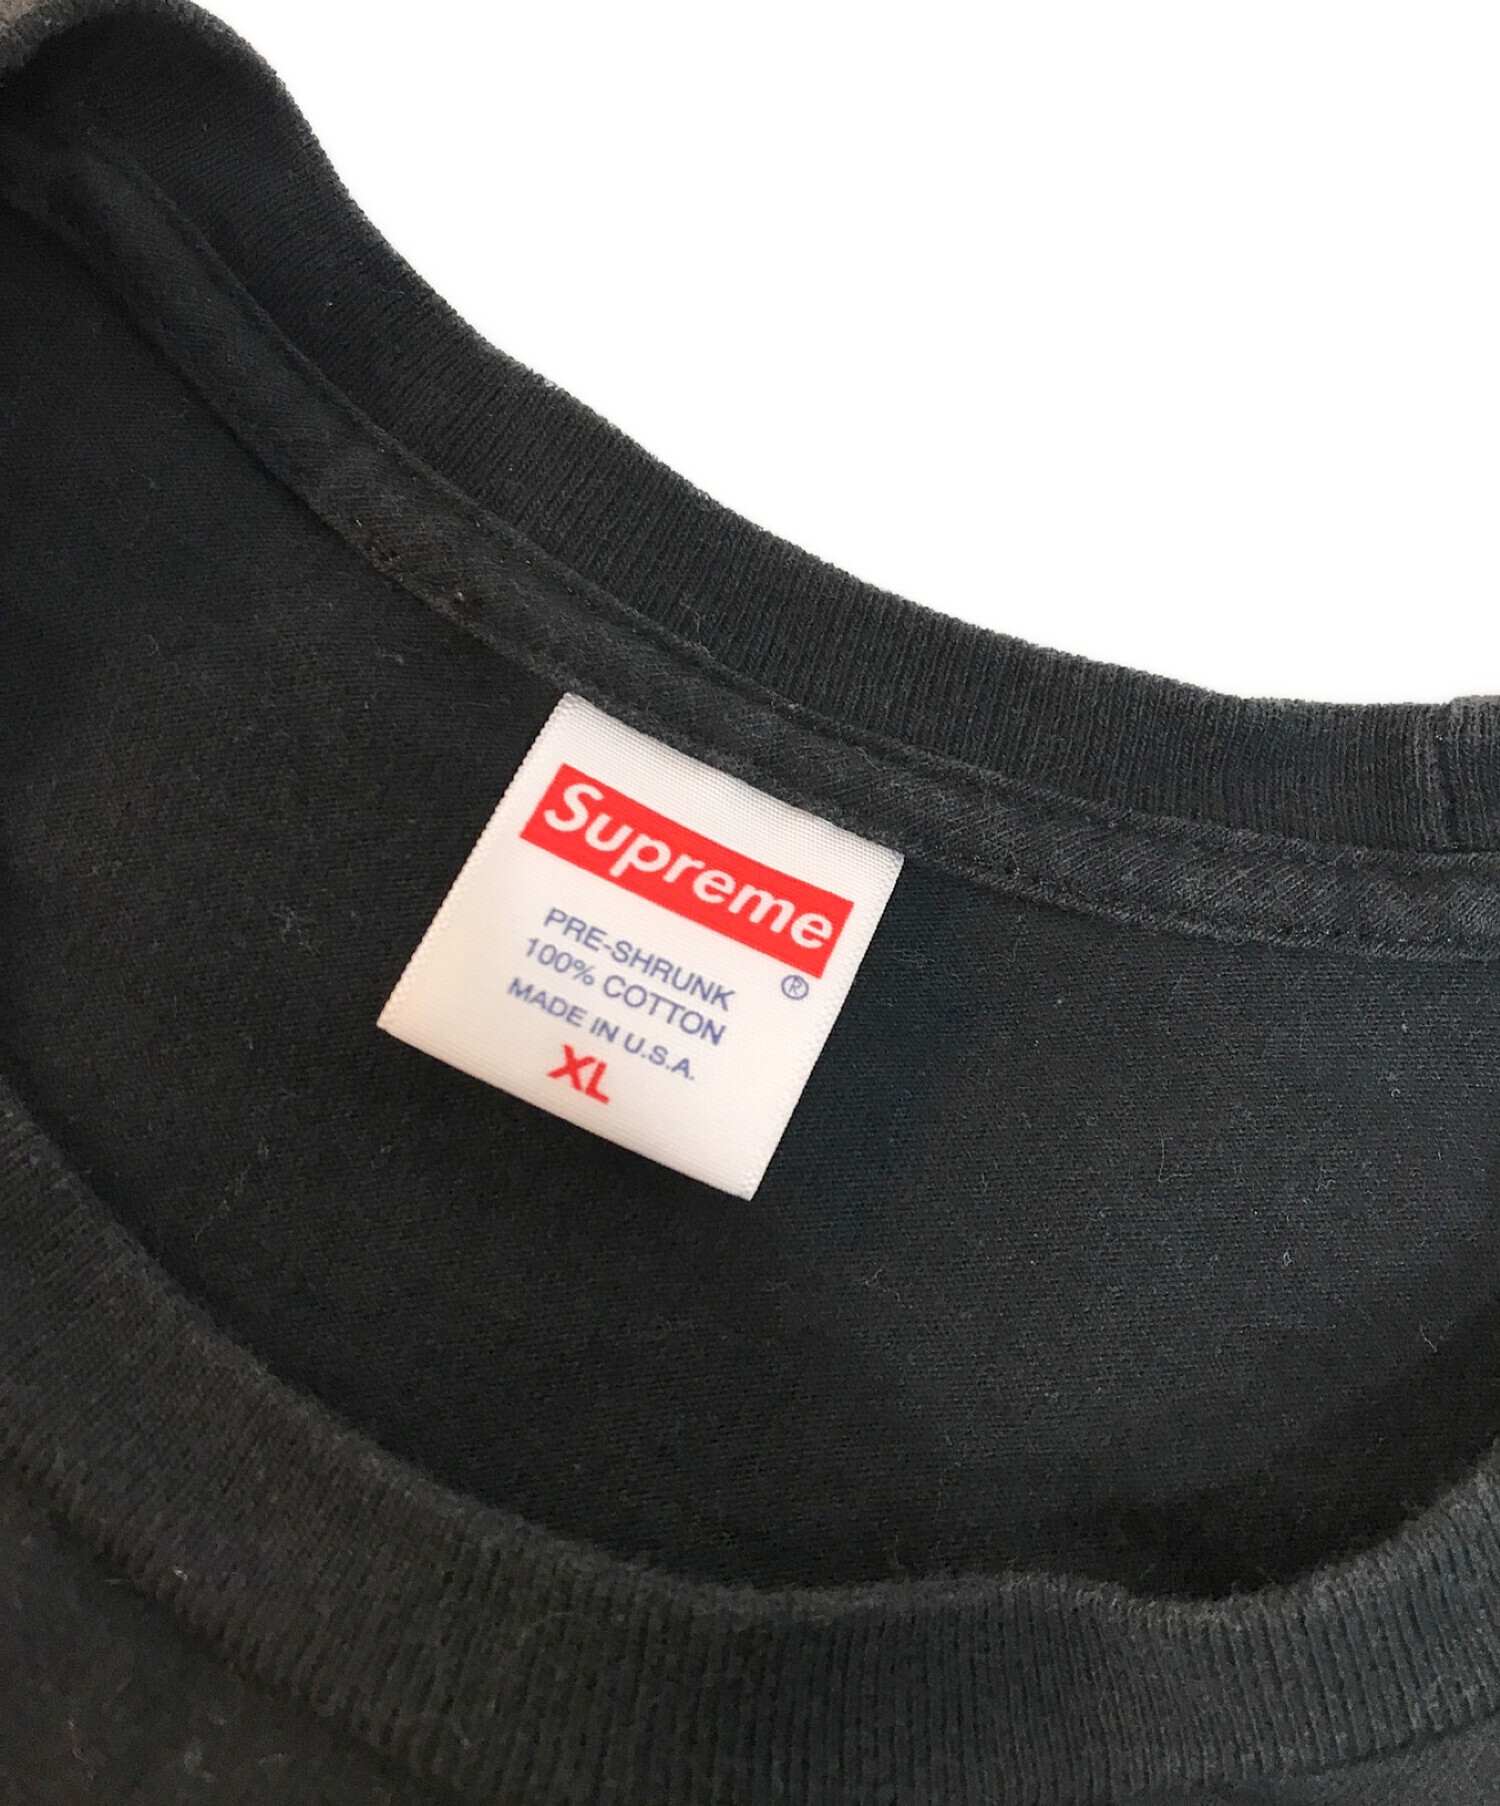 Supreme
®
PRE-SHRUNK
100% COTTON
MADE IN U.S.A.
XL